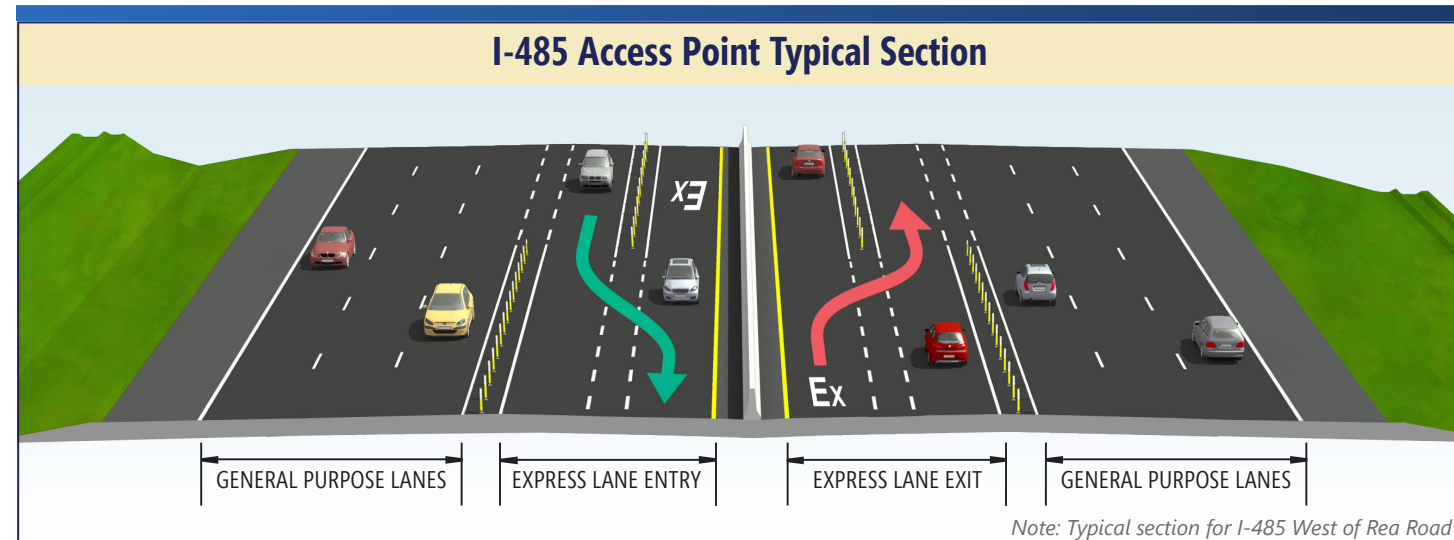 I-485 Access Point Typical Section
Ex
Ex
GENERAL PURPOSE LANES
EXPRESS LANE ENTRY
EXPRESS LANE EXIT
GENERAL PURPOSE LANES
Note: Typical section for I-485 West of Rea Road